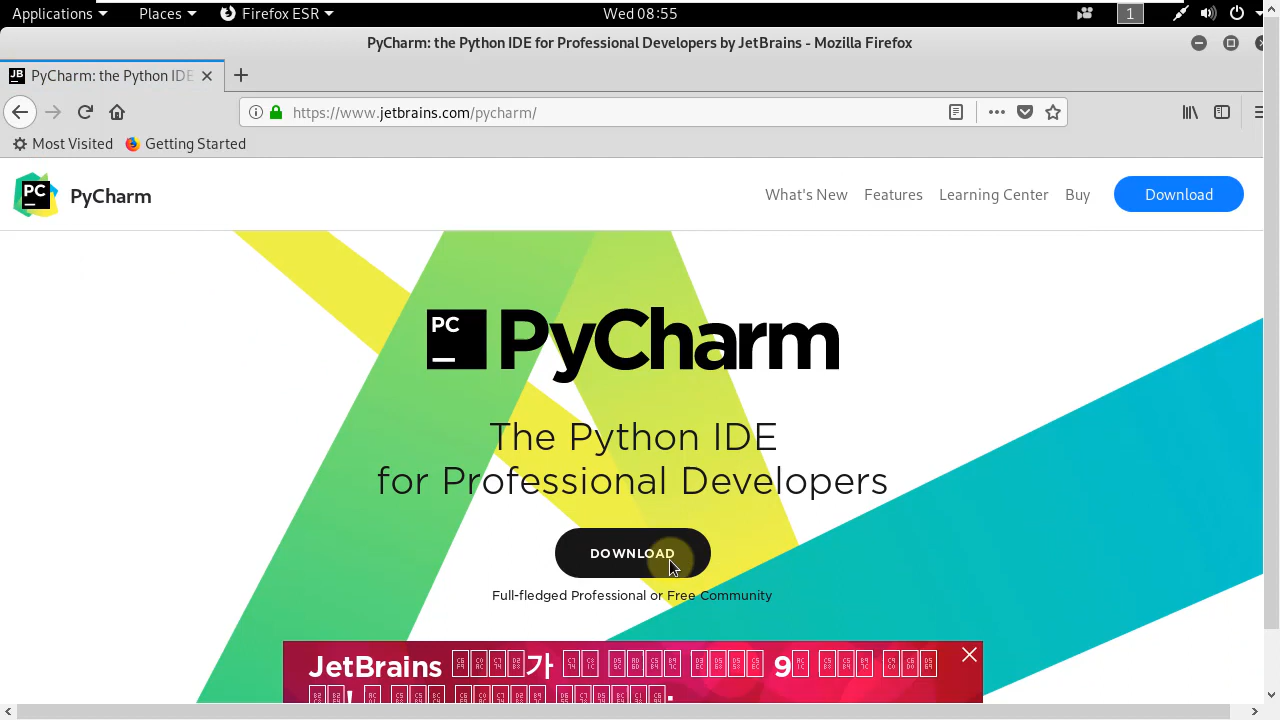 Applications Places Firefox ESR Wed 08:55 1
PyCharm: the Python IDE for Professional Developers by JetBrains - Mozilla Firefox
JB PyCharm: the Python IDE
https://www.jetbrains.com/pycharm/
Most Visited Getting Started
PC PyCharm What's New Features Learning Center Buy Download
PC PyCharm
The Python IDE
for Professional Developers
DOWNLOAD
Full-fledged Professional or Free Community
JetBrains 가 9